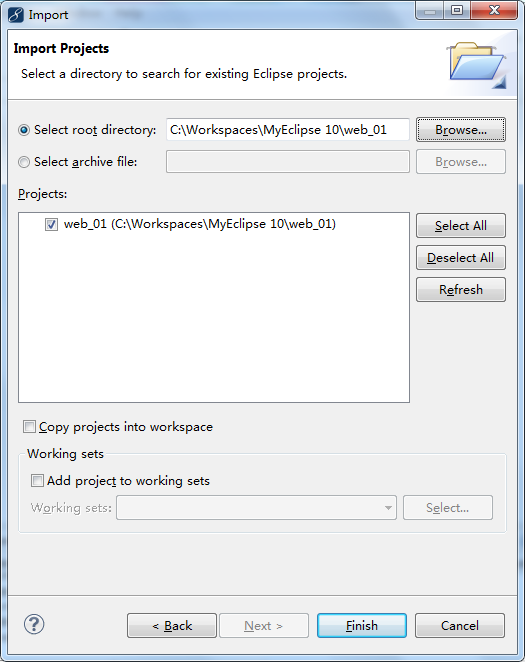 Import
Import Projects
Select a directory to search for existing Eclipse projects.
Select root directory: C:\Workspaces\MyEclipse 10\web_01 Browse...
Select archive file: Browse...
Projects:
web_01 (C:\Workspaces\MyEclipse 10\web_01)
Select All
Deselect All
Refresh
Copy projects into workspace
Working sets
Add project to working sets
Working sets: Select...
? < Back Next > Finish Cancel